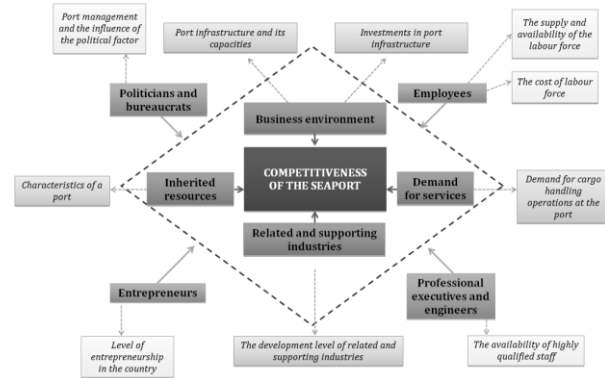 Port management
and the influence of
the political factor
Port infrastructure and its
capacities
Investments in port
infrastructure
The supply and
availability of the
labour force
Politicians and
bureaucrats
Employees
The cost of labour
force
Business environment
Characteristics of a
port
Inherited
resources
COMPETITIVENESS
OF THE SEAPORT
Demand
for services
Demand for cargo
handling
operations at the
port
Related and supporting
industries
Entrepreneurs
Professional
executives and
engineers
Level of
entrepreneurship
in the country
The development level of related and
supporting industries
The availability of highly
qualified staff